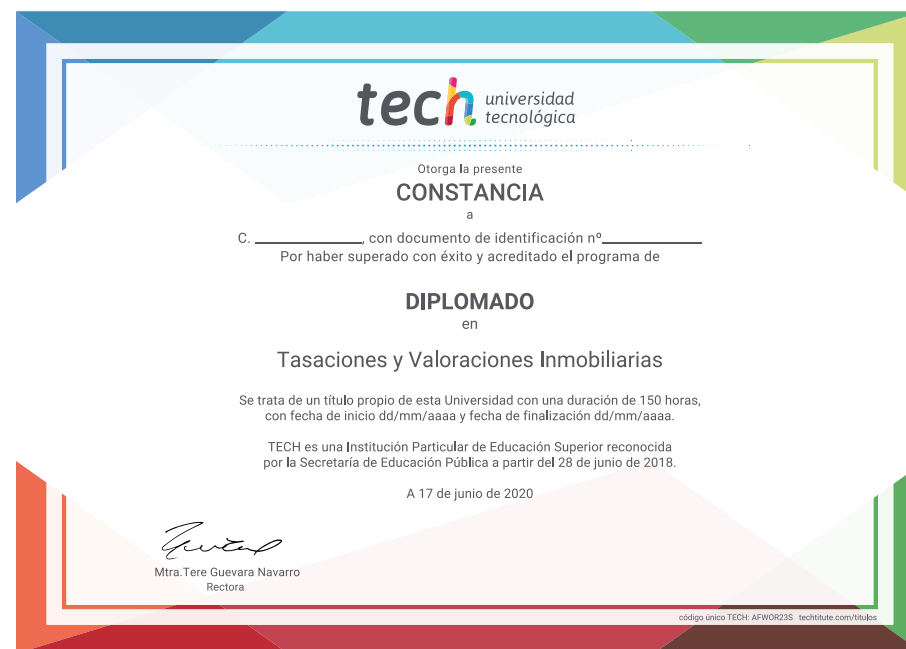 tech universidad
tecnológica
Otorga la presente
CONSTANCIA
a
C. ____________, con documento de identificación nº___________
Por haber superado con éxito y acreditado el programa de
DIPLOMADO
en
Tasaciones y Valoraciones Inmobiliarias
Se trata de un título propio de esta Universidad con una duración de 150 horas,
con fecha de inicio dd/mm/aaaa y fecha de finalización dd/mm/aaaa.
TECH es una Institución Particular de Educación Superior reconocida
por la Secretaría de Educación Pública a partir del 28 de junio de 2018.
A 17 de junio de 2020
Mtra.Tere Guevara Navarro
Rectora
código único TECH: AFWOR23S techtitute.com/titulos